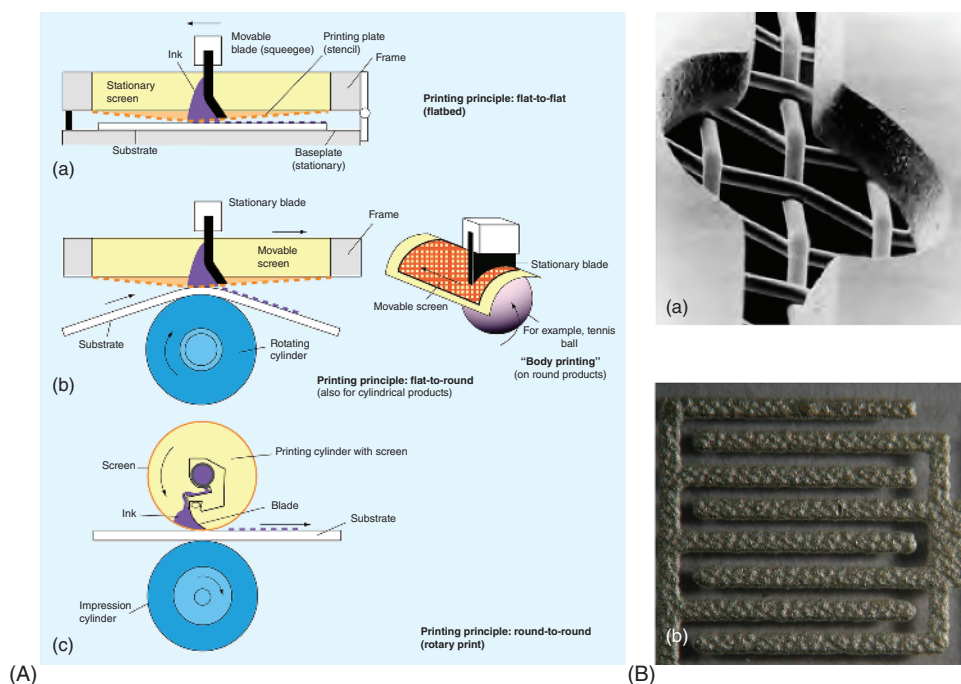 Movable
blade (squeegee)
Printing plate
(stencil)
Ink
Frame
Stationary
screen
Printing principle: flat-to-flat
(flatbed)
Substrate
Baseplate
(stationary)
(a)
Stationary blade
Frame
Movable
screen
Stationary blade
Movable screen
Substrate
Rotating
cylinder
For example, tennis
ball
"Body printing"
(on round products)
(b)
Printing principle: flat-to-round
(also for cylindrical products)
Screen
Printing cylinder with screen
Ink
Blade
Substrate
Impression
cylinder
(c)
Printing principle: round-to-round
(rotary print)
(A)
(a)
(b)
(B)